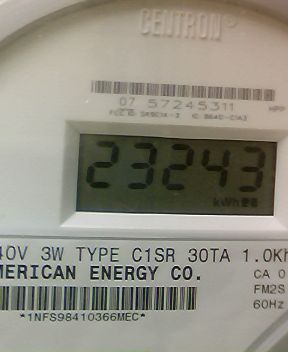 CENTRON®
07 57245311
23243
kWh
40V 3W TYPE C1SR 30TA 1.0Kh
MERICAN ENERGY CO.
CA 0
FM2S
60Hz
*1NFS98410366MEC*